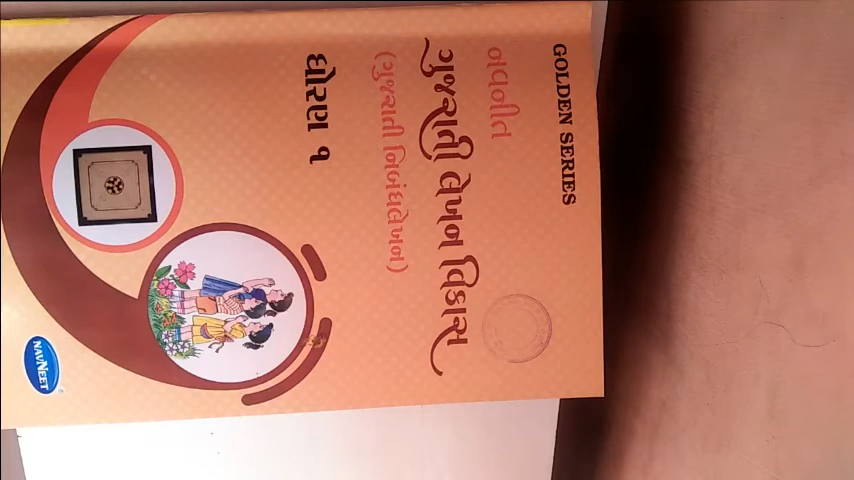 GOLDEN SERIES
નવનીત
ગુજરાતી લેખન વિકાસ
(ગુજરાતી નિબંધલેખન)
ધોરણ ૧
NAVNEET